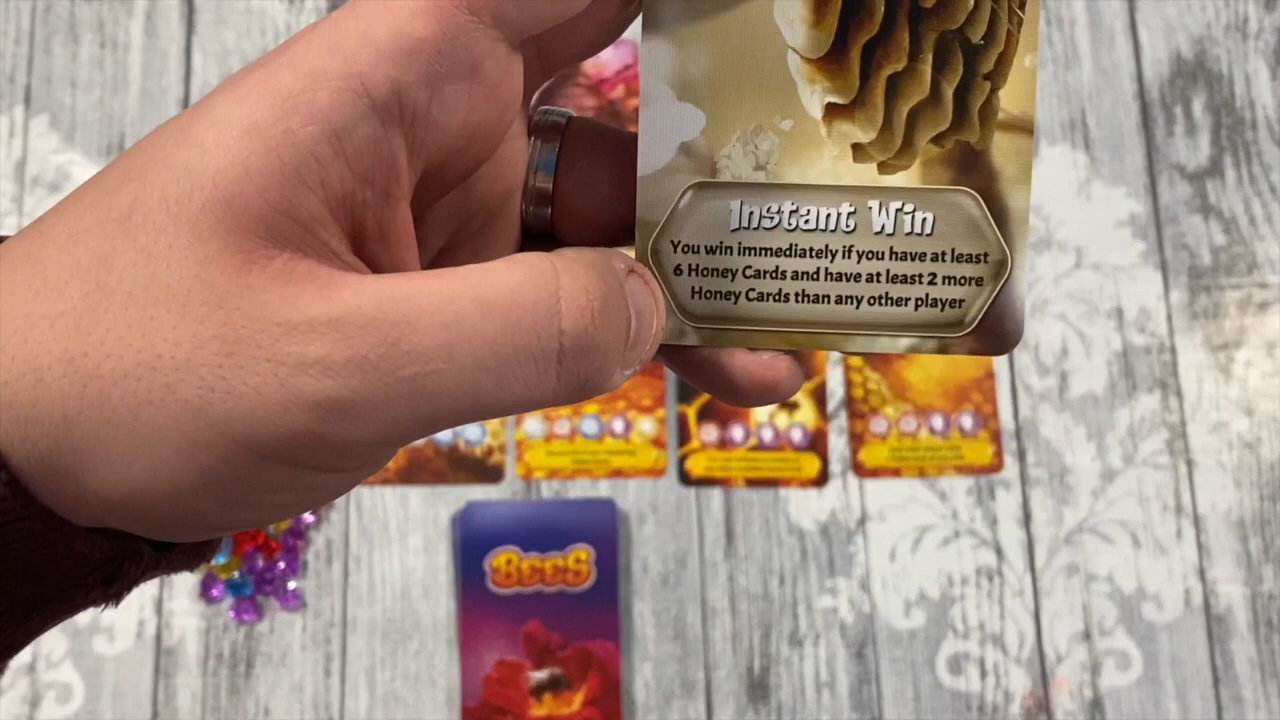 Instant Win
You win immediately if you have at least
6 Honey Cards and have at least 2 more
Honey Cards than any other player
BEES